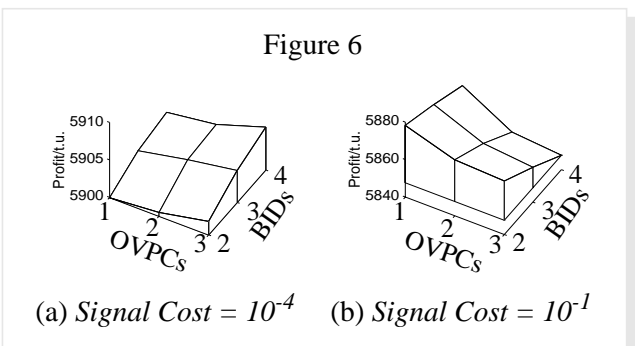 Figure 6
Profit/t.u.
5910
5905
5900
1
2
3
OVPCs
2
3
4
BIDs
Profit/t.u.
5880
5860
5840
1
2
3
OVPCs
2
3
4
BIDs
(a) Signal Cost = 10-4
(b) Signal Cost = 10-1